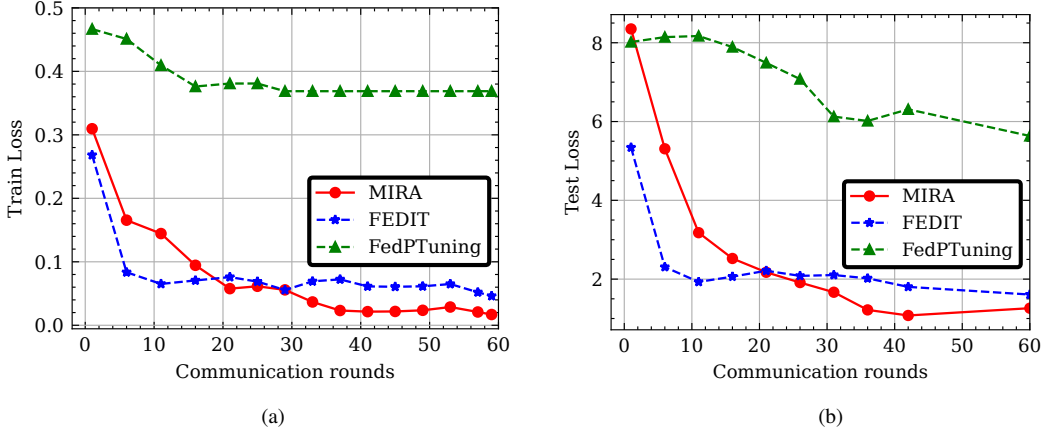 0.5
0.4
0.3
0.2
0.1
0.0
Train Loss
MIRA
FEDIT
FedPTuning
0 10 20 30 40 50 60
Communication rounds
(a)
8
6
4
2
Test Loss
MIRA
FEDIT
FedPTuning
0 10 20 30 40 50 60
Communication rounds
(b)